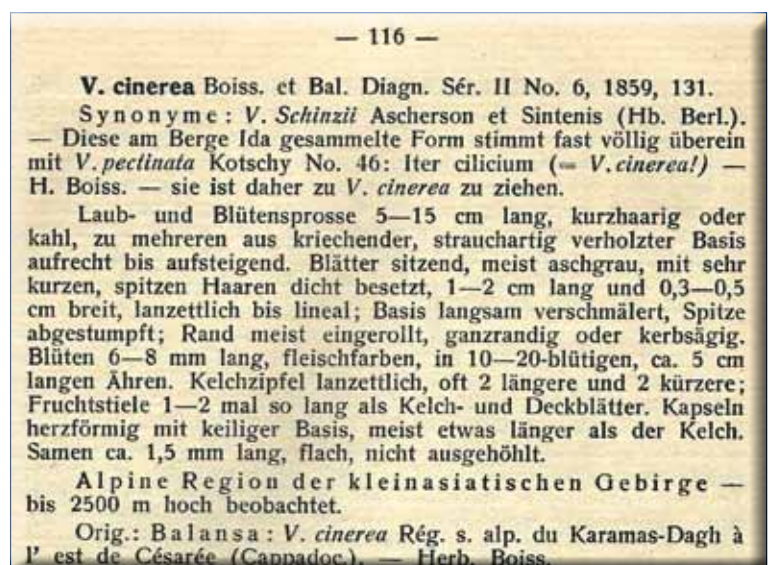 — 116 —
V. cinerea Boiss. et Bal. Diagn. Sér. II No. 6, 1859, 131.
Synonyme: V. Schinzii Ascherson et Sintenis (Hb. Berl.).
— Diese am Berge Ida gesammelte Form stimmt fast völlig überein
mit V. pectinata Kotschy No. 46: Iter cilicium (= V. cinerea!) —
H. Boiss. — sie ist daher zu V. cinerea zu ziehen.
Laub- und Blütensprosse 5—15 cm lang, kurzhaarig oder
kahl, zu mehreren aus kriechender, strauchartig verholzter Basis
aufrecht bis aufsteigend. Blätter sitzend, meist aschgrau, mit sehr
kurzen, spitzen Haaren dicht besetzt, 1—2 cm lang und 0,3—0,5
cm breit, lanzettlich bis lineal; Basis langsam verschmälert, Spitze
abgestumpft; Rand meist eingerollt, ganzrandig oder kerbsägig.
Blüten 6—8 mm lang, fleischfarben, in 10—20-blütigen, ca. 5 cm
langen Ähren. Kelchzipfel lanzettlich, oft 2 längere und 2 kürzere;
Fruchtstiele 1—2 mal so lang als Kelch- und Deckblätter. Kapseln
herzförmig mit keiliger Basis, meist etwas länger als der Kelch.
Samen ca. 1,5 mm lang, flach, nicht ausgehöhlt.
Alpine Region der kleinasiatischen Gebirge —
bis 2500 m hoch beobachtet.
Orig.: Balansa: V. cinerea Rég. s. alp. du Karamas-Dagh à
l' est de Césarée (Cappadoc.). — Herb. Boiss.